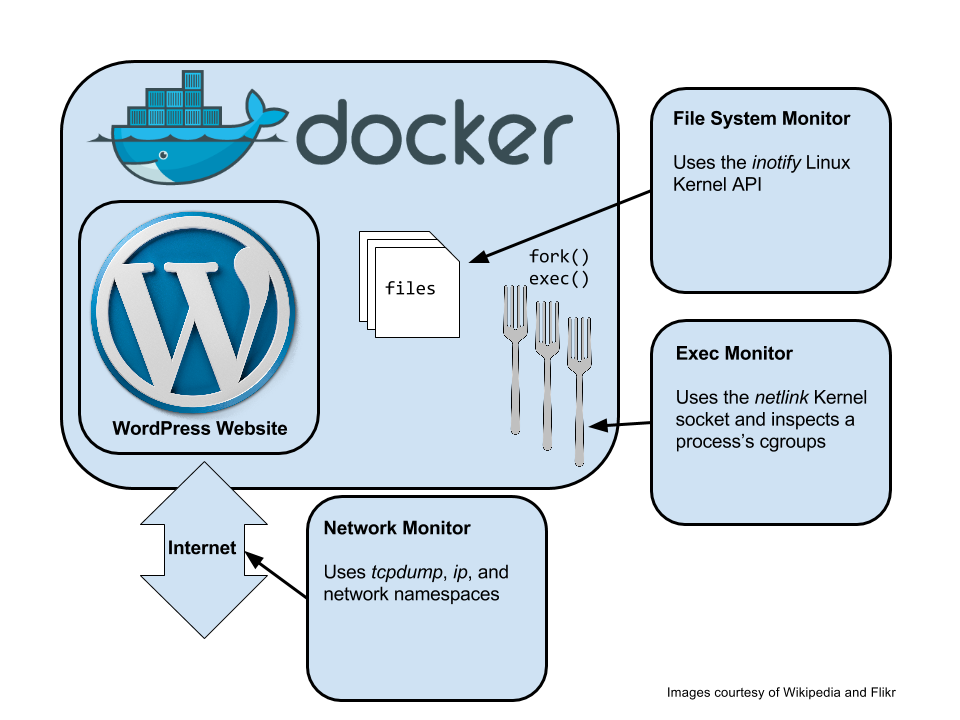 docker
File System Monitor
Uses the inotify Linux
Kernel API
fork()
exec()
files
WordPress Website
Exec Monitor
Uses the netlink Kernel
socket and inspects a
process's cgroups
Internet
Network Monitor
Uses tcpdump, ip, and
network namespaces
Images courtesy of Wikipedia and Flikr